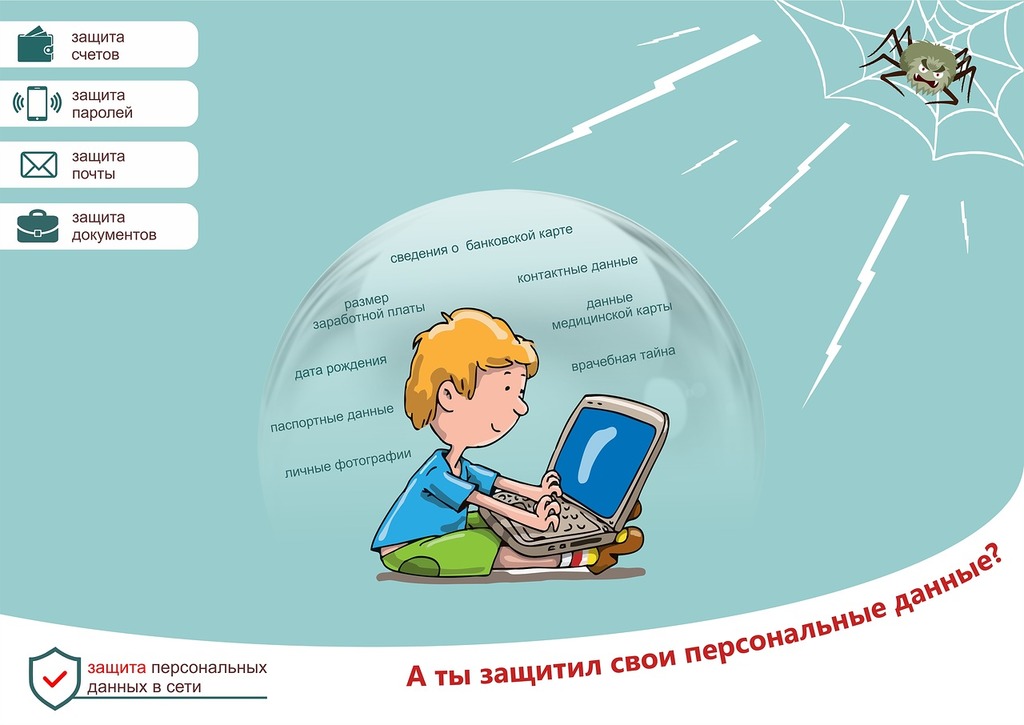 защита
счетов
защита
паролей
защита
почты
защита
документов
сведения о банковской карте
контактные данные
размер
заработной платы
данные
медицинской карты
дата рождения
врачебная тайна
паспортные данные
личные фотографии
А ты защитил свои персональные данные?
защита персональных
данных в сети